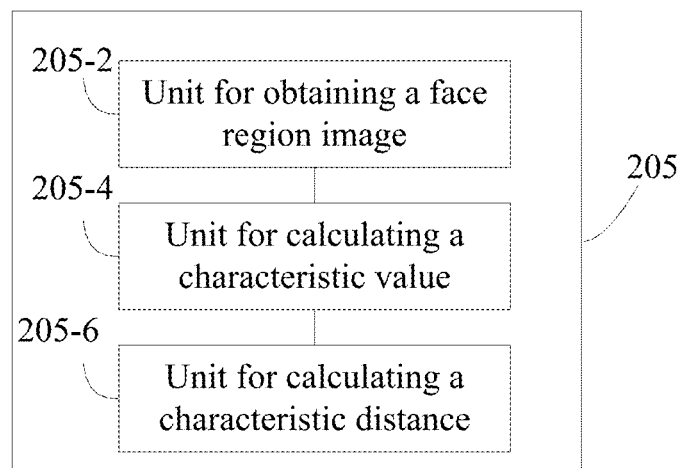 205-2
Unit for obtaining a face
region image
205
205-4
Unit for calculating a
characteristic value
205-6
Unit for calculating a
characteristic distance